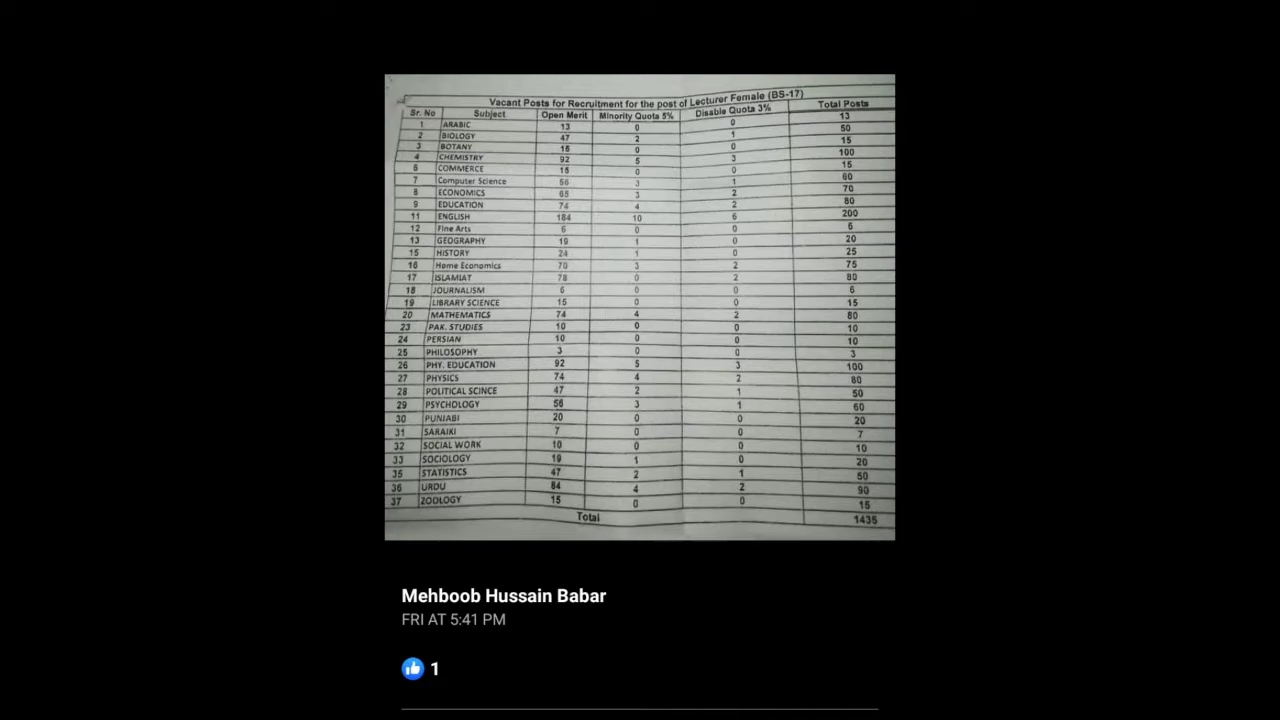 Vacant Posts for Recruitment for the post of Lecturer Female (BS-17)
Sr. No Subject Open Merit Minority Quota 5% Disable Quota 3% Total Posts
1 ARABIC 13 0 0 13
2 BIOLOGY 47 2 1 50
3 BOTANY 15 0 0 15
4 CHEMISTRY 92 5 3 100
6 COMMERCE 15 0 0 15
7 Computer Science 56 3 1 60
8 ECONOMICS 65 3 2 70
9 EDUCATION 74 4 2 80
11 ENGLISH 184 10 6 200
12 Fine Arts 6 0 0 6
13 GEOGRAPHY 19 1 0 20
15 HISTORY 24 1 0 25
16 Home Economics 70 3 2 75
17 ISLAMIAT 78 0 2 80
18 JOURNALISM 6 0 0 6
19 LIBRARY SCIENCE 15 0 0 15
20 MATHEMATICS 74 4 2 80
23 PAK. STUDIES 10 0 0 10
24 PERSIAN 10 0 0 10
25 PHILOSOPHY 3 0 0 3
26 PHY. EDUCATION 92 5 3 100
27 PHYSICS 74 4 2 80
28 POLITICAL SCINCE 47 2 1 50
29 PSYCHOLOGY 56 3 1 60
30 PUNJABI 20 0 0 20
31 SARAIKI 7 0 0 7
32 SOCIAL WORK 10 0 0 10
33 SOCIOLOGY 19 1 0 20
35 STATISTICS 47 2 1 50
36 URDU 84 4 2 90
37 ZOOLOGY 15 0 0 15
Total 1435
Mehboob Hussain Babar
FRI AT 5:41 PM
1